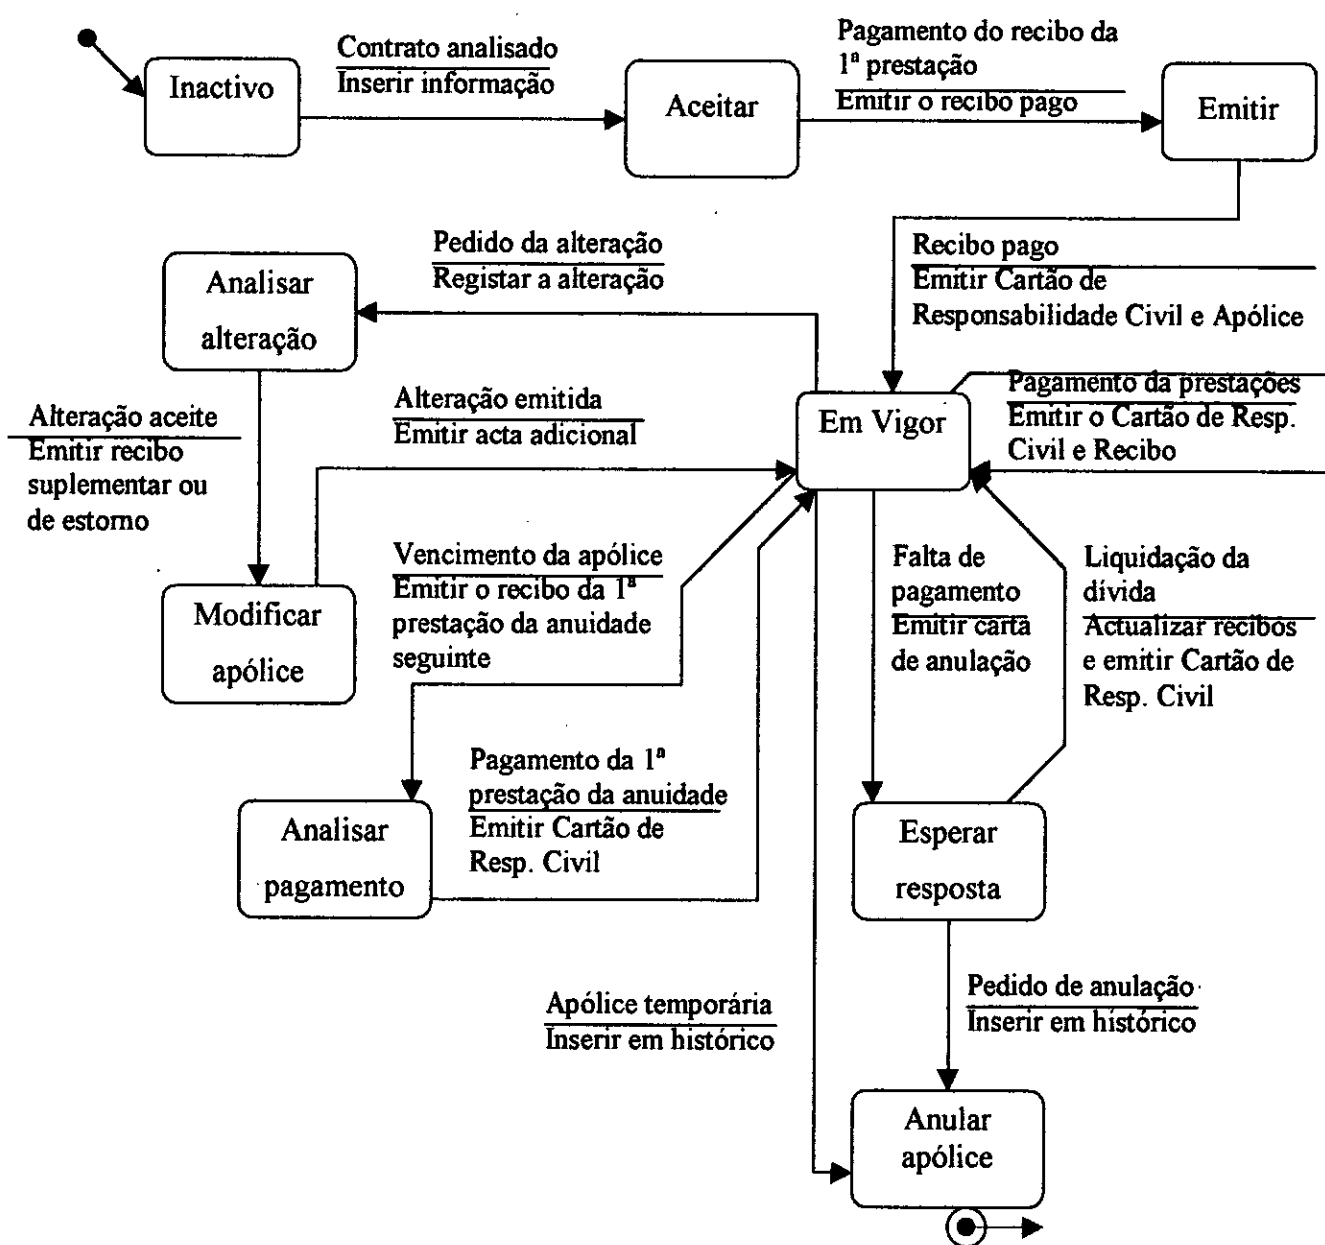 Inactivo
Contrato analisado
Inserir informação
Aceitar
Pagamento do recibo da
1ª prestação
Emitir o recibo pago
Emitir
Recibo pago
Emitir Cartão de
Responsabilidade Civil e Apólice
Pedido da alteração
Registar a alteração
Analisar
alteração
Alteração aceite
Emitir recibo
suplementar ou
de estorno
Alteração emitida
Emitir acta adicional
Em Vigor
Pagamento da prestações
Emitir o Cartão de Resp.
Civil e Recibo
Modificar
apólice
Vencimento da apólice
Emitir o recibo da 1ª
prestação da anuidade
seguinte
Falta de
pagamento
Emitir carta
de anulação
Liquidação da
dívida
Actualizar recibos
e emitir Cartão de
Resp. Civil
Analisar
pagamento
Pagamento da 1ª
prestação da anuidade
Emitir Cartão de
Resp. Civil
Esperar
resposta
Apólice temporária
Inserir em histórico
Pedido de anulação
Inserir em histórico
Anular
apólice